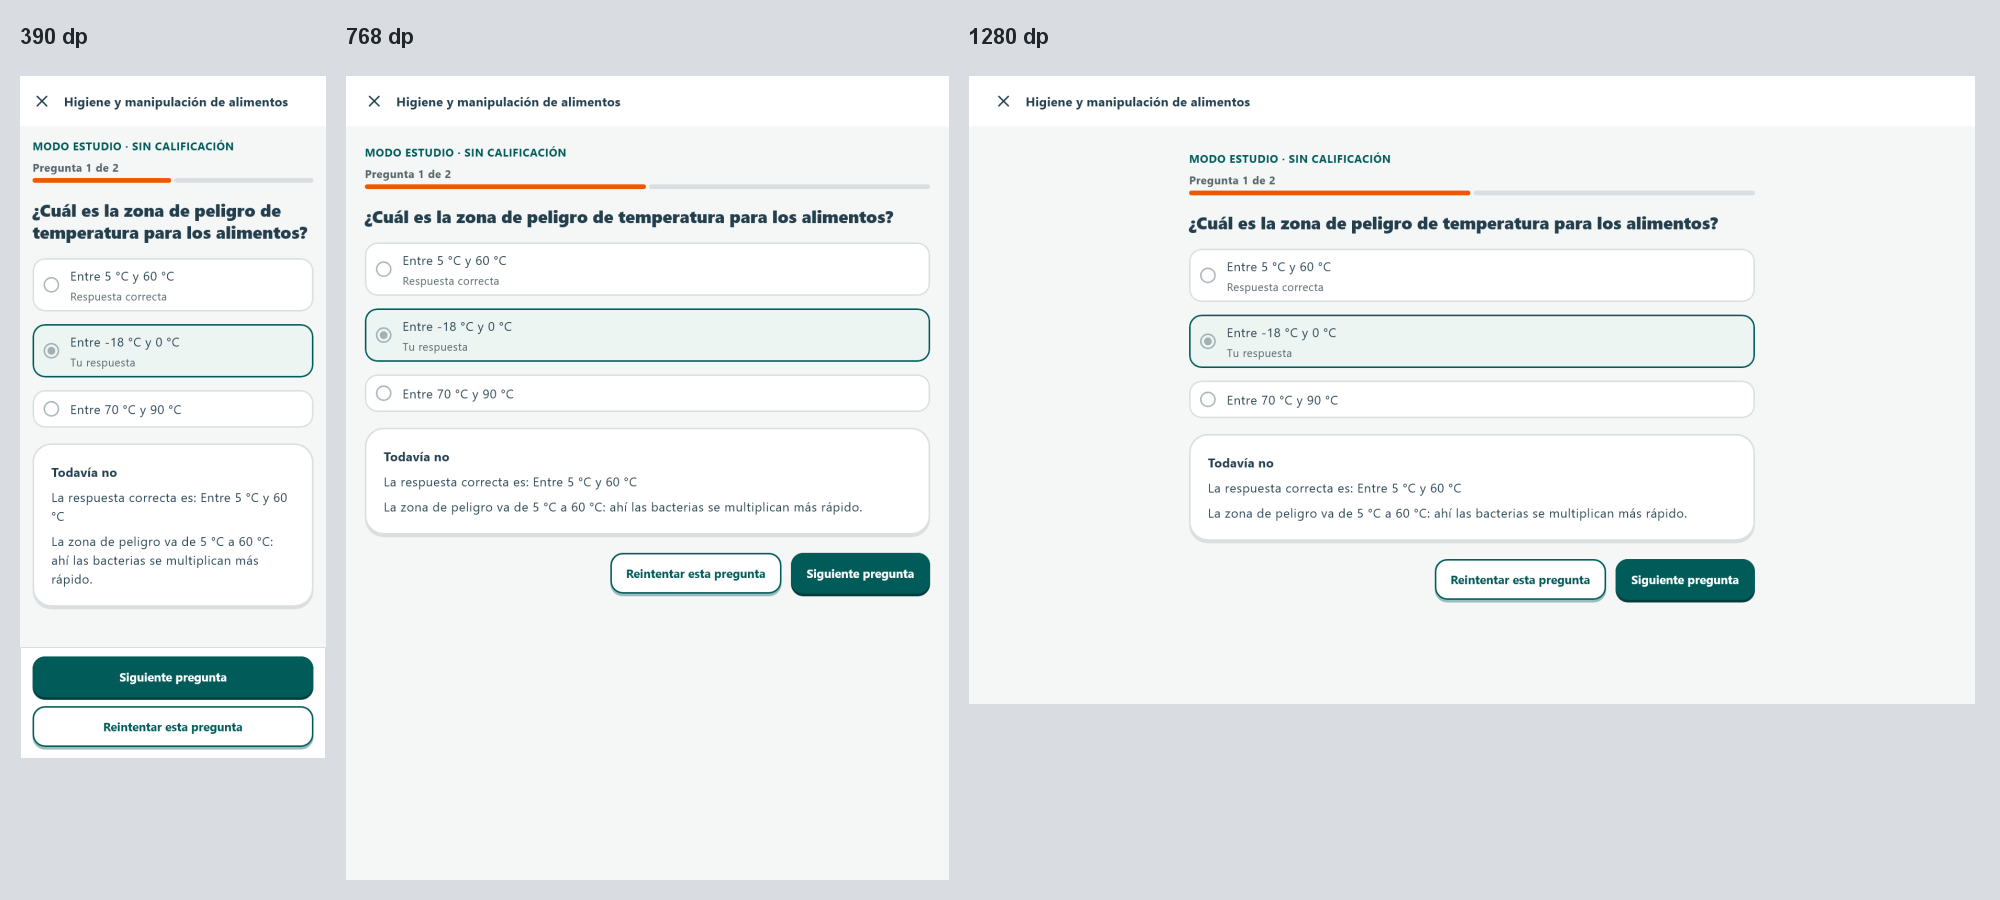 390 dp
Higiene y manipulación de alimentos
MODO ESTUDIO · SIN CALIFICACIÓN
Pregunta 1 de 2
¿Cuál es la zona de peligro de
temperatura para los alimentos?
Entre 5 °C y 60 °C
Respuesta correcta
Entre -18 °C y 0 °C
Tu respuesta
Entre 70 °C y 90 °C
Todavía no
La respuesta correcta es: Entre 5 °C y 60
°C
La zona de peligro va de 5 °C a 60 °C:
ahí las bacterias se multiplican más
rápido.
Siguiente pregunta
Reintentar esta pregunta
768 dp
Higiene y manipulación de alimentos
MODO ESTUDIO · SIN CALIFICACIÓN
Pregunta 1 de 2
¿Cuál es la zona de peligro de temperatura para los alimentos?
Entre 5 °C y 60 °C
Respuesta correcta
Entre -18 °C y 0 °C
Tu respuesta
Entre 70 °C y 90 °C
Todavía no
La respuesta correcta es: Entre 5 °C y 60 °C
La zona de peligro va de 5 °C a 60 °C: ahí las bacterias se multiplican más rápido.
Reintentar esta pregunta
Siguiente pregunta
1280 dp
Higiene y manipulación de alimentos
MODO ESTUDIO · SIN CALIFICACIÓN
Pregunta 1 de 2
¿Cuál es la zona de peligro de temperatura para los alimentos?
Entre 5 °C y 60 °C
Respuesta correcta
Entre -18 °C y 0 °C
Tu respuesta
Entre 70 °C y 90 °C
Todavía no
La respuesta correcta es: Entre 5 °C y 60 °C
La zona de peligro va de 5 °C a 60 °C: ahí las bacterias se multiplican más rápido.
Reintentar esta pregunta
Siguiente pregunta